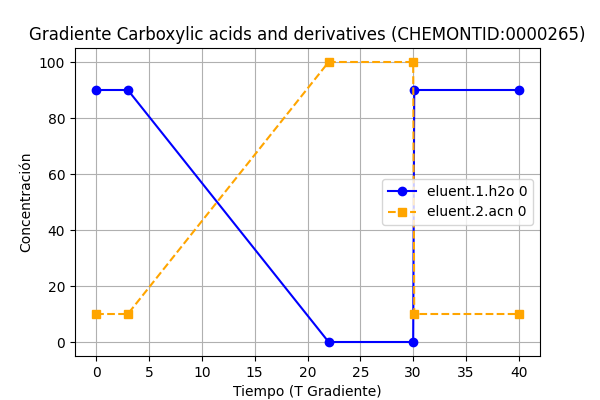 Gradiente Carboxylic acids and derivatives (CHEMONTID:0000265)
100
80
60
40
20
0
Concentración
eluent.1.h2o 0
eluent.2.acn 0
0 5 10 15 20 25 30 35 40
Tiempo (T Gradiente)